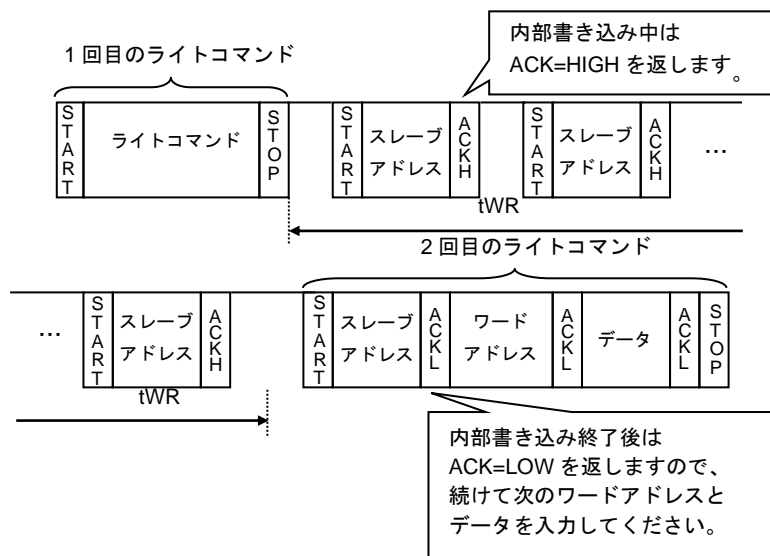 内部書き込み中は
ACK=HIGH を返します。
1 回目のライトコマンド
START
ライトコマンド
STOP
START
スレーブ
アドレス
ACKH
START
スレーブ
アドレス
ACKH
…
tWR
2 回目のライトコマンド
…
START
スレーブ
アドレス
ACKH
START
スレーブ
アドレス
ACKL
ワード
アドレス
ACKL
データ
ACKL
STOP
tWR
内部書き込み終了後は
ACK=LOW を返しますので、
続けて次のワードアドレスと
データを入力してください。